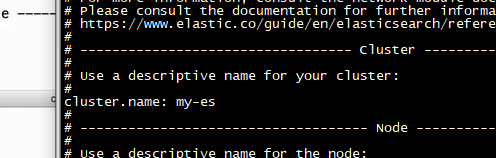 # Please consult the documentation for further informa
# https://www.elastic.co/guide/en/elasticsearch/refere
#
# ---------------------------------- Cluster ----------
#
# Use a descriptive name for your cluster:
#
cluster.name: my-es
#
# ------------------------------------ Node -----------
#
# Use a descriptive name for the node: